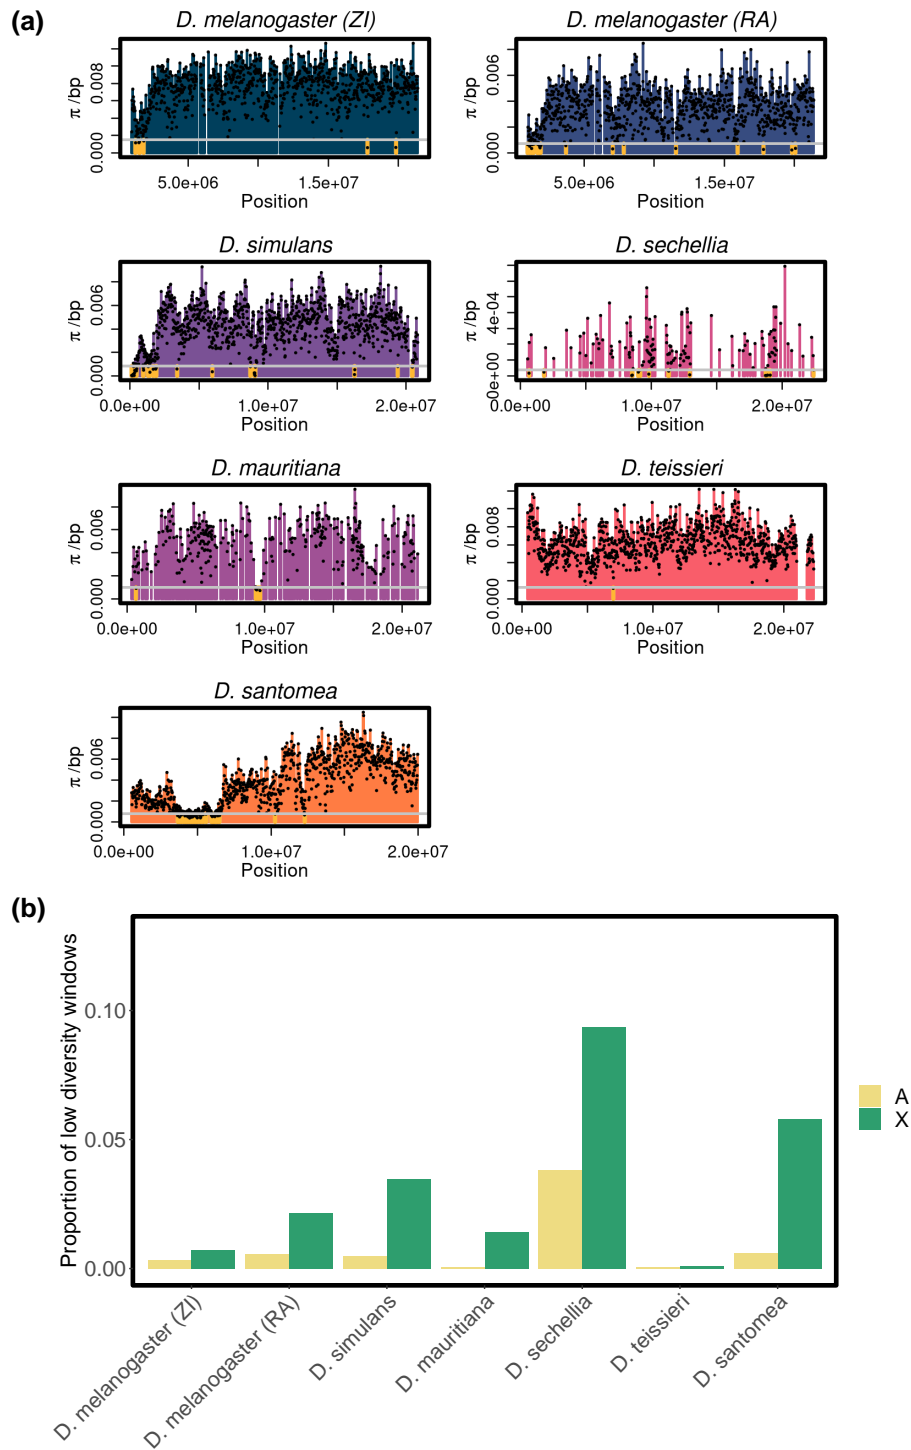 (a)
D. melanogaster (ZI)
D. melanogaster (RA)
π /bp
0.000
0.008
5.0e+06
1.5e+07
Position
π /bp
0.000
0.006
5.0e+06
1.5e+07
Position
D. simulans
D. sechellia
π /bp
0.000
0.006
0.0e+00
1.0e+07
2.0e+07
Position
π /bp
0e+00
4e-04
0.0e+00
1.0e+07
2.0e+07
Position
D. mauritiana
D. teissieri
π /bp
0.000
0.006
0.0e+00
1.0e+07
2.0e+07
Position
π /bp
0.000
0.008
0.0e+00
1.0e+07
2.0e+07
Position
D. santomea
π /bp
0.000
0.006
0.0e+00
1.0e+07
2.0e+07
Position
(b)
Proportion of low diversity windows
0.10
0.05
0.00
A
X
D. melanogaster (ZI)
D. melanogaster (RA)
D. simulans
D. mauritiana
D. sechellia
D. teissieri
D. santomea